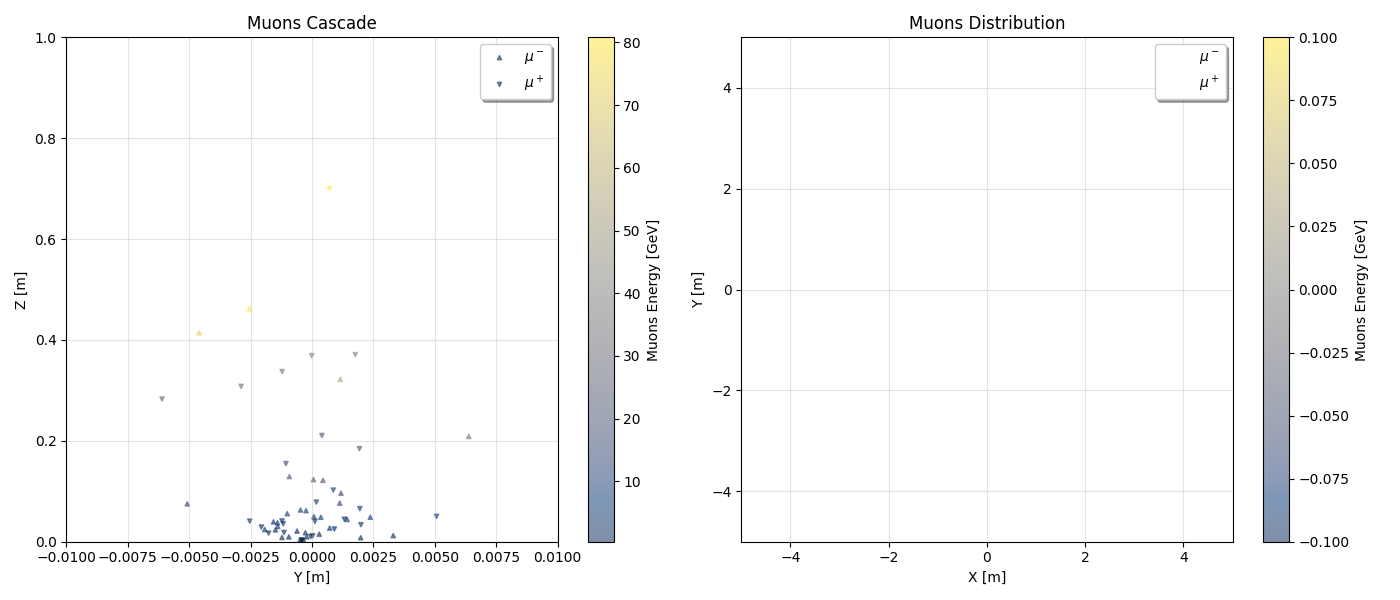 Muons Cascade
1.0
0.8
0.6
0.4
0.2
0.0
Z [m]
−0.0100 −0.0075 −0.0050 −0.0025 0.0000 0.0025 0.0050 0.0075 0.0100
Y [m]
μ⁻
μ⁺
80
70
60
50
40
30
20
10
Muons Energy [GeV]
Muons Distribution
4
2
0
−2
−4
Y [m]
−4 −2 0 2 4
X [m]
μ⁻
μ⁺
0.100
0.075
0.050
0.025
0.000
−0.025
−0.050
−0.075
−0.100
Muons Energy [GeV]